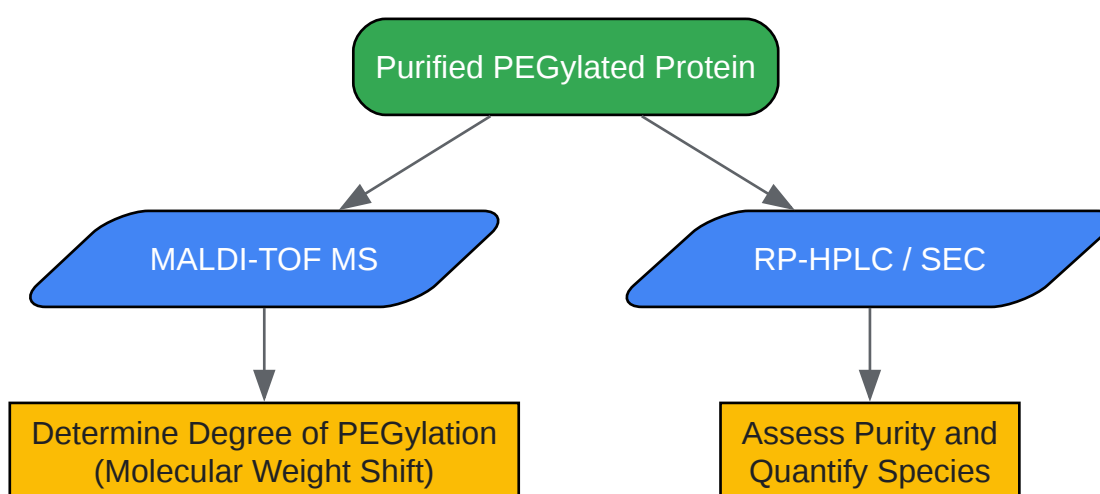 Purified PEGylated Protein
MALDI-TOF MS
RP-HPLC / SEC
Determine Degree of PEGylation
(Molecular Weight Shift)
Assess Purity and
Quantify Species